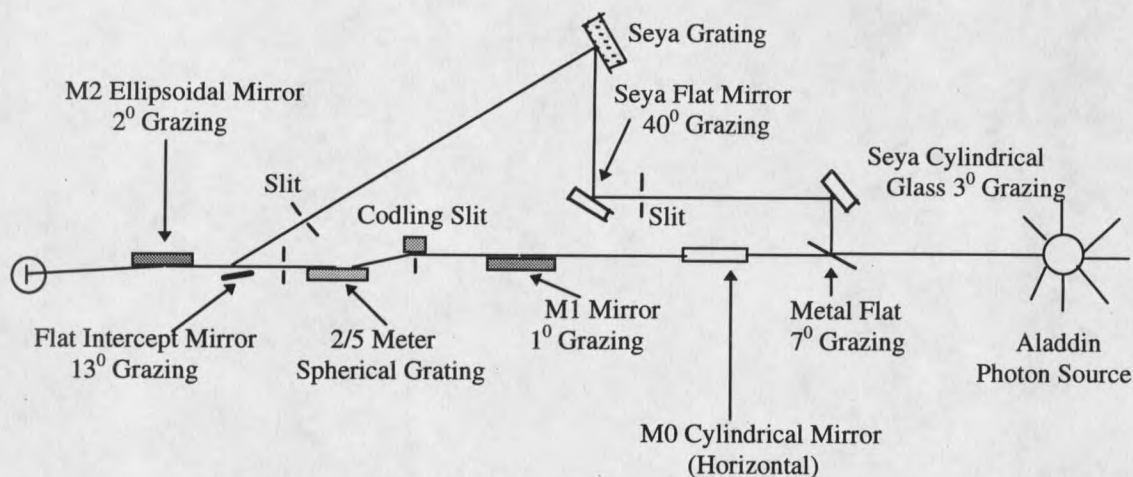 Seya Grating
M2 Ellipsoidal Mirror
2⁰ Grazing
Seya Flat Mirror
40⁰ Grazing
Seya Cylindrical
Glass 3⁰ Grazing
Slit
Codling Slit
Slit
Flat Intercept Mirror
13⁰ Grazing
2/5 Meter
Spherical Grating
M1 Mirror
1⁰ Grazing
Metal Flat
7⁰ Grazing
Aladdin
Photon Source
M0 Cylindrical Mirror
(Horizontal)